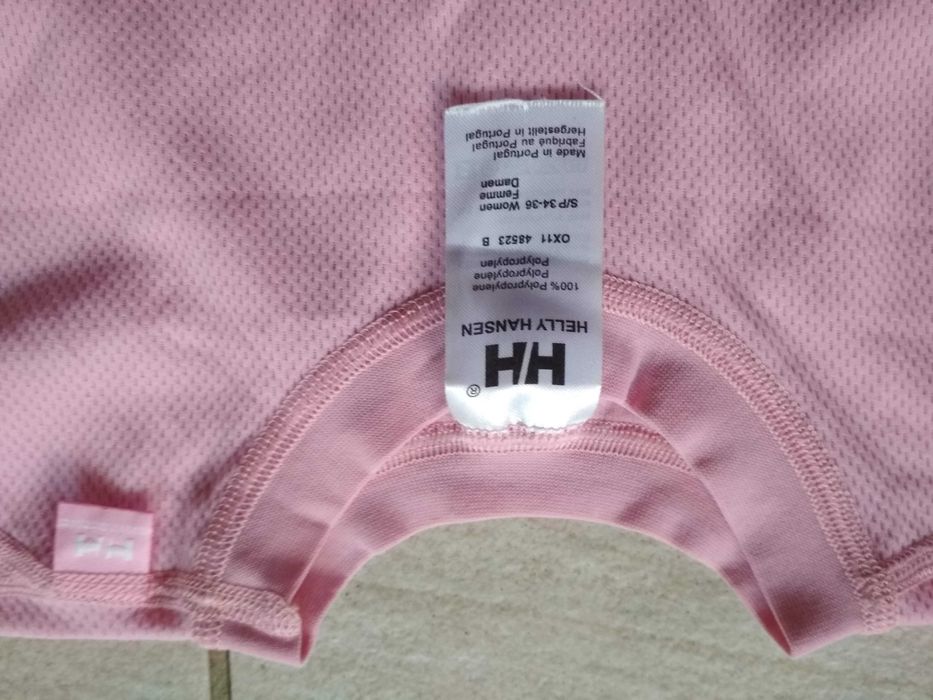 HH®
HELLY HANSEN
100% Polypropylene
Polypropylène
Polypropylen
OX11 48523 B
S/P 34-36 Women
Femme
Damen
Made in Portugal
Fabriqué au Portugal
Hergestellt in Portugal